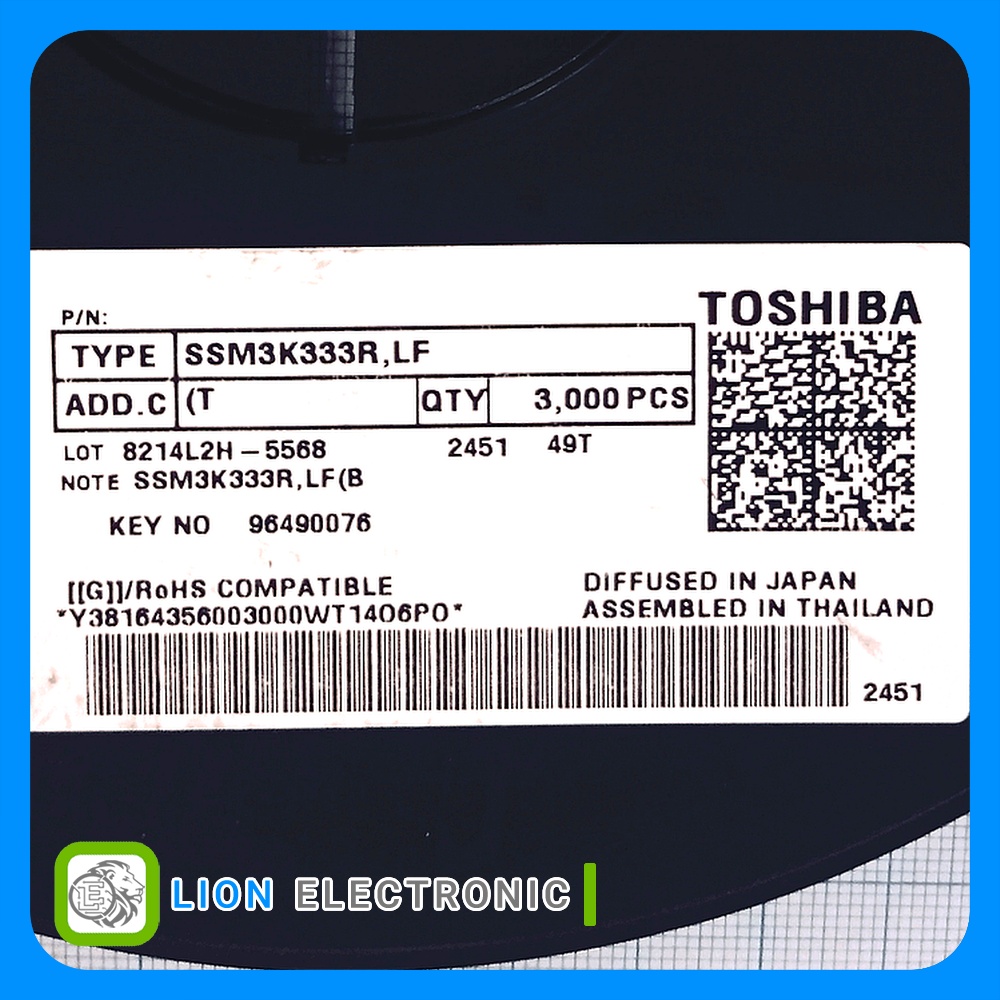 P/N:
TOSHIBA
TYPE SSM3K333R,LF
ADD.C (T QTY 3,000 PCS
LOT 8214L2H-5568 2451 49T
NOTE SSM3K333R,LF(B
KEY NO 96490076
[[G]]/RoHS COMPATIBLE
DIFFUSED IN JAPAN
*Y38164356003000WT1406P0*
ASSEMBLED IN THAILAND
2451
LION ELECTRONIC